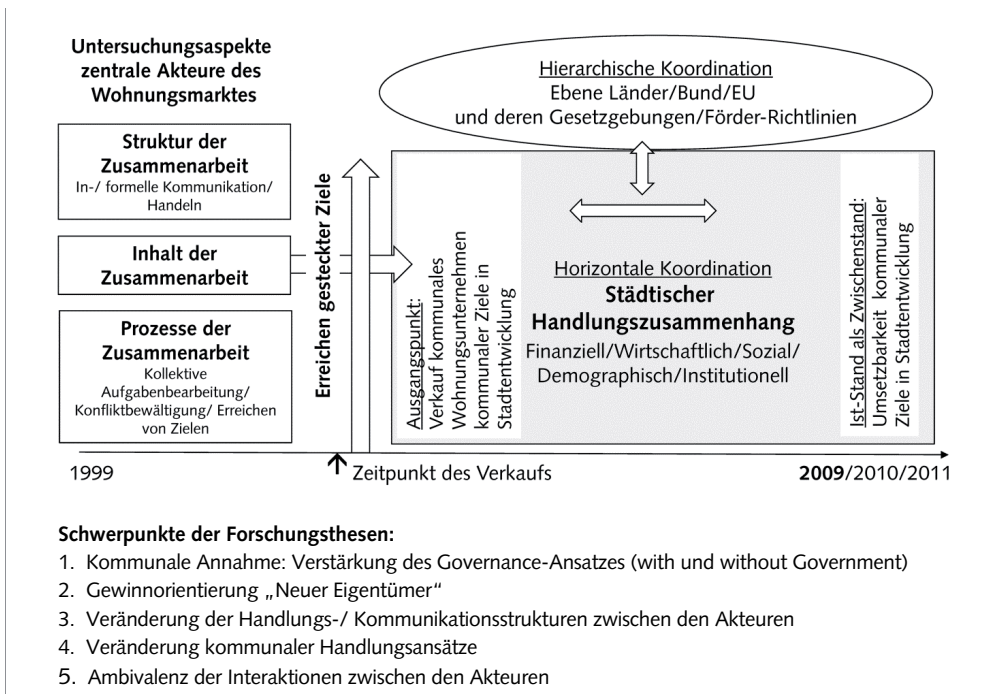 Untersuchungsaspekte
zentrale Akteure des
Wohnungsmarktes
Struktur der
Zusammenarbeit
In-/ formelle Kommunikation/
Handeln
Inhalt der
Zusammenarbeit
Prozesse der
Zusammenarbeit
Kollektive
Aufgabenbearbeitung/
Konfliktbewältigung/ Erreichen
von Zielen
Erreichen gesteckter Ziele
Hierarchische Koordination
Ebene Länder/Bund/EU
und deren Gesetzgebungen/Förder-Richtlinien
Ausgangspunkt:
Verkauf kommunales
Wohnungsunternehmen
kommunaler Ziele in
Stadtentwicklung
Horizontale Koordination
Städtischer
Handlungszusammenhang
Finanziell/Wirtschaftlich/Sozial/
Demographisch/Institutionell
Ist-Stand als Zwischenstand:
Umsetzbarkeit kommunaler
Ziele in Stadtentwicklung
1999
Zeitpunkt des Verkaufs
2009/2010/2011
Schwerpunkte der Forschungsthesen:
1. Kommunale Annahme: Verstärkung des Governance-Ansatzes (with und without Government)
2. Gewinnorientierung „Neuer Eigentümer“
3. Veränderung der Handlungs-/ Kommunikationsstrukturen zwischen den Akteuren
4. Veränderung kommunaler Handlungsansätze
5. Ambivalenz der Interaktionen zwischen den Akteuren